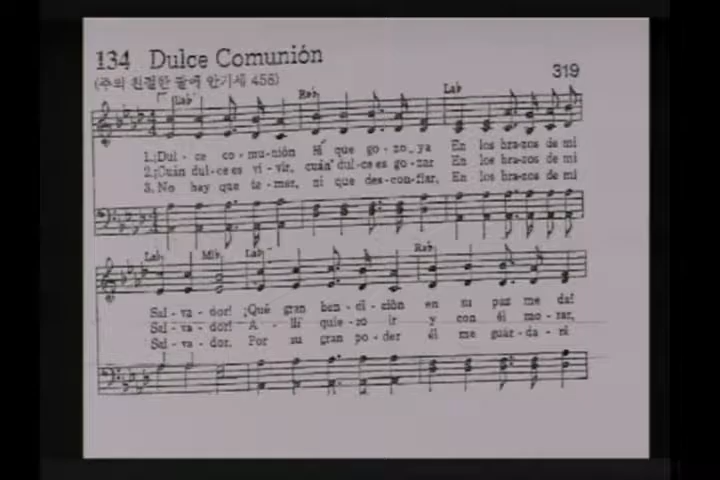 134 Dulce Comunión
(주의 친절한 팔에 안기세 458)
319
Lab Reb Lab
1.¡Dul - ce co - mu - nión que go - zo, ya En los bra-zos de mi
2.¡Cuán dul-ce es vi - vir, cuán dul-ce es go - zar En los bra-zos de mi
3. No hay que te - mer, ni que des-con-fiar, En los bra-zos de mi
Lab Mib Lab Reb
Sal - va - dor! ¡Qué gran ben - di - ción en su paz me da!
Sal - va - dor! A - llí quie - ro ir y con él mo - rar,
Sal - va - dor. Por su gran po - der él me guar - da - rá